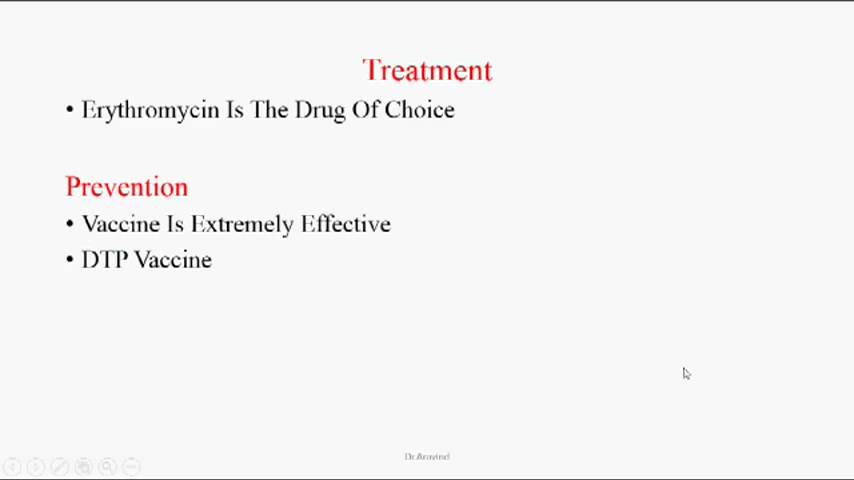 Treatment
• Erythromycin Is The Drug Of Choice
Prevention
• Vaccine Is Extremely Effective
• DTP Vaccine
Dr.Aravind